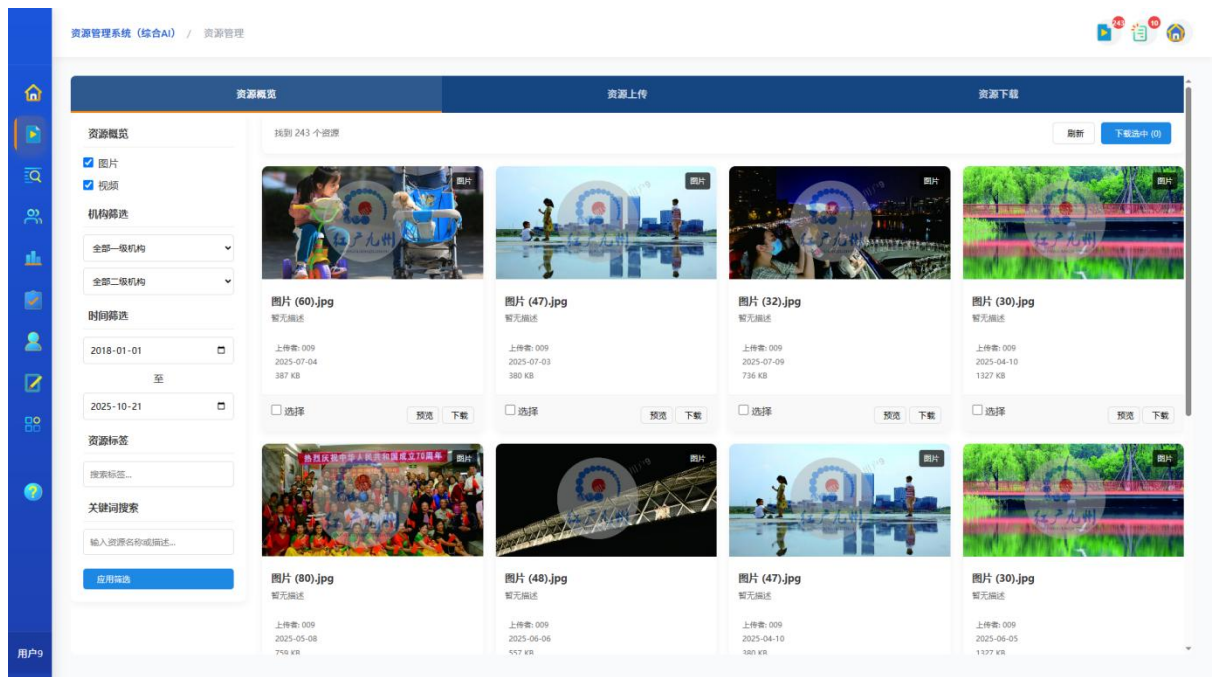 资源管理系统（综合AI） / 资源管理
243
10
资源概览
资源上传
资源下载
资源概览
图片
视频
机构筛选
全部一级机构
全部二级机构
时间筛选
2018-01-01
至
2025-10-21
资源标签
搜索标签...
关键词搜索
输入资源名称或描述...
应用筛选
用户9
找到 243 个资源
刷新
下载选中 (0)
图片
图片 (60).jpg
暂无描述
上传者: 009
2025-07-04
387 KB
选择
预览
下载
图片
图片 (47).jpg
暂无描述
上传者: 009
2025-07-03
380 KB
选择
预览
下载
图片
图片 (32).jpg
暂无描述
上传者: 009
2025-07-09
736 KB
选择
预览
下载
图片
图片 (30).jpg
暂无描述
上传者: 009
2025-04-10
1327 KB
选择
预览
下载
热烈庆祝中华人民共和国成立70周年
图片
图片 (80).jpg
暂无描述
上传者: 009
2025-05-08
759 KB
图片
图片 (48).jpg
暂无描述
上传者: 009
2025-06-06
557 KB
图片
图片 (47).jpg
暂无描述
上传者: 009
2025-04-10
380 KB
图片
图片 (30).jpg
暂无描述
上传者: 009
2025-06-05
1327 KB